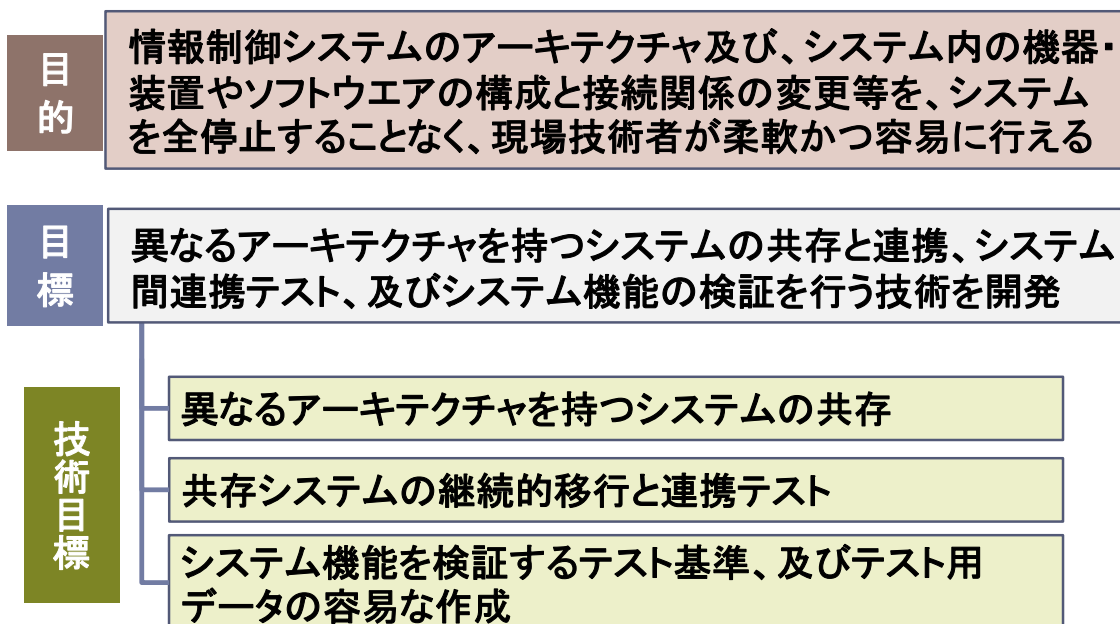 目的
情報制御システムのアーキテクチャ及び、システム内の機器・
装置やソフトウエアの構成と接続関係の変更等を、システム
を全停止することなく、現場技術者が柔軟かつ容易に行える
目標
異なるアーキテクチャを持つシステムの共存と連携、システム
間連携テスト、及びシステム機能の検証を行う技術を開発
技術目標
異なるアーキテクチャを持つシステムの共存
共存システムの継続的移行と連携テスト
システム機能を検証するテスト基準、及びテスト用
データの容易な作成